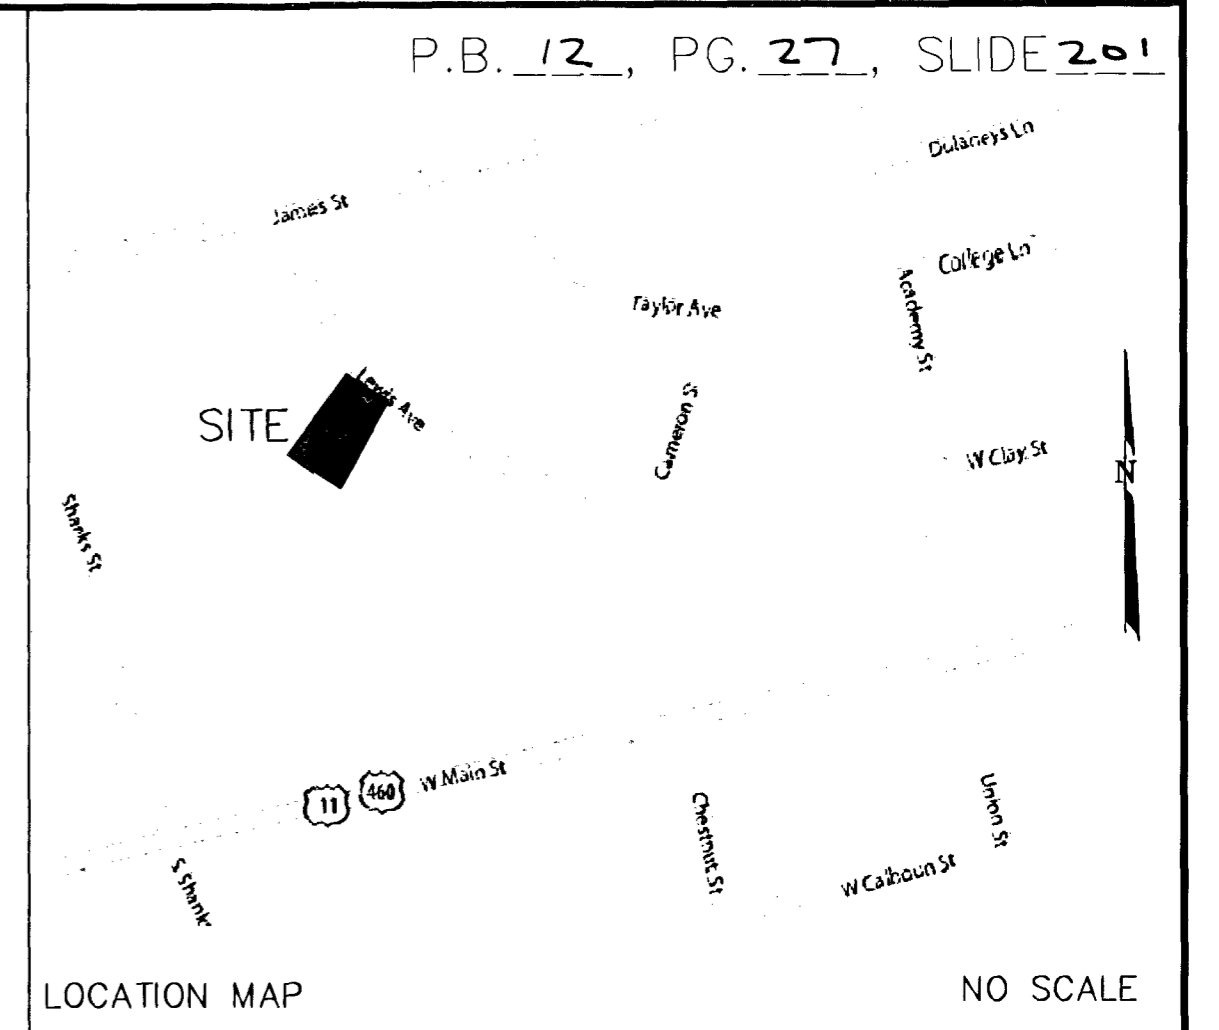 P.B. 12, PG. 27, SLIDE 201
Dulaneys Ln
James St
College Ln
Academy St
Taylor Ave
Lewis Ave
SITE
Cameron St
W Clay St
N
Shanks St
11
460
W Main St
Chestnut St
Union St
W Calhoun St
S Shank
LOCATION MAP
NO SCALE